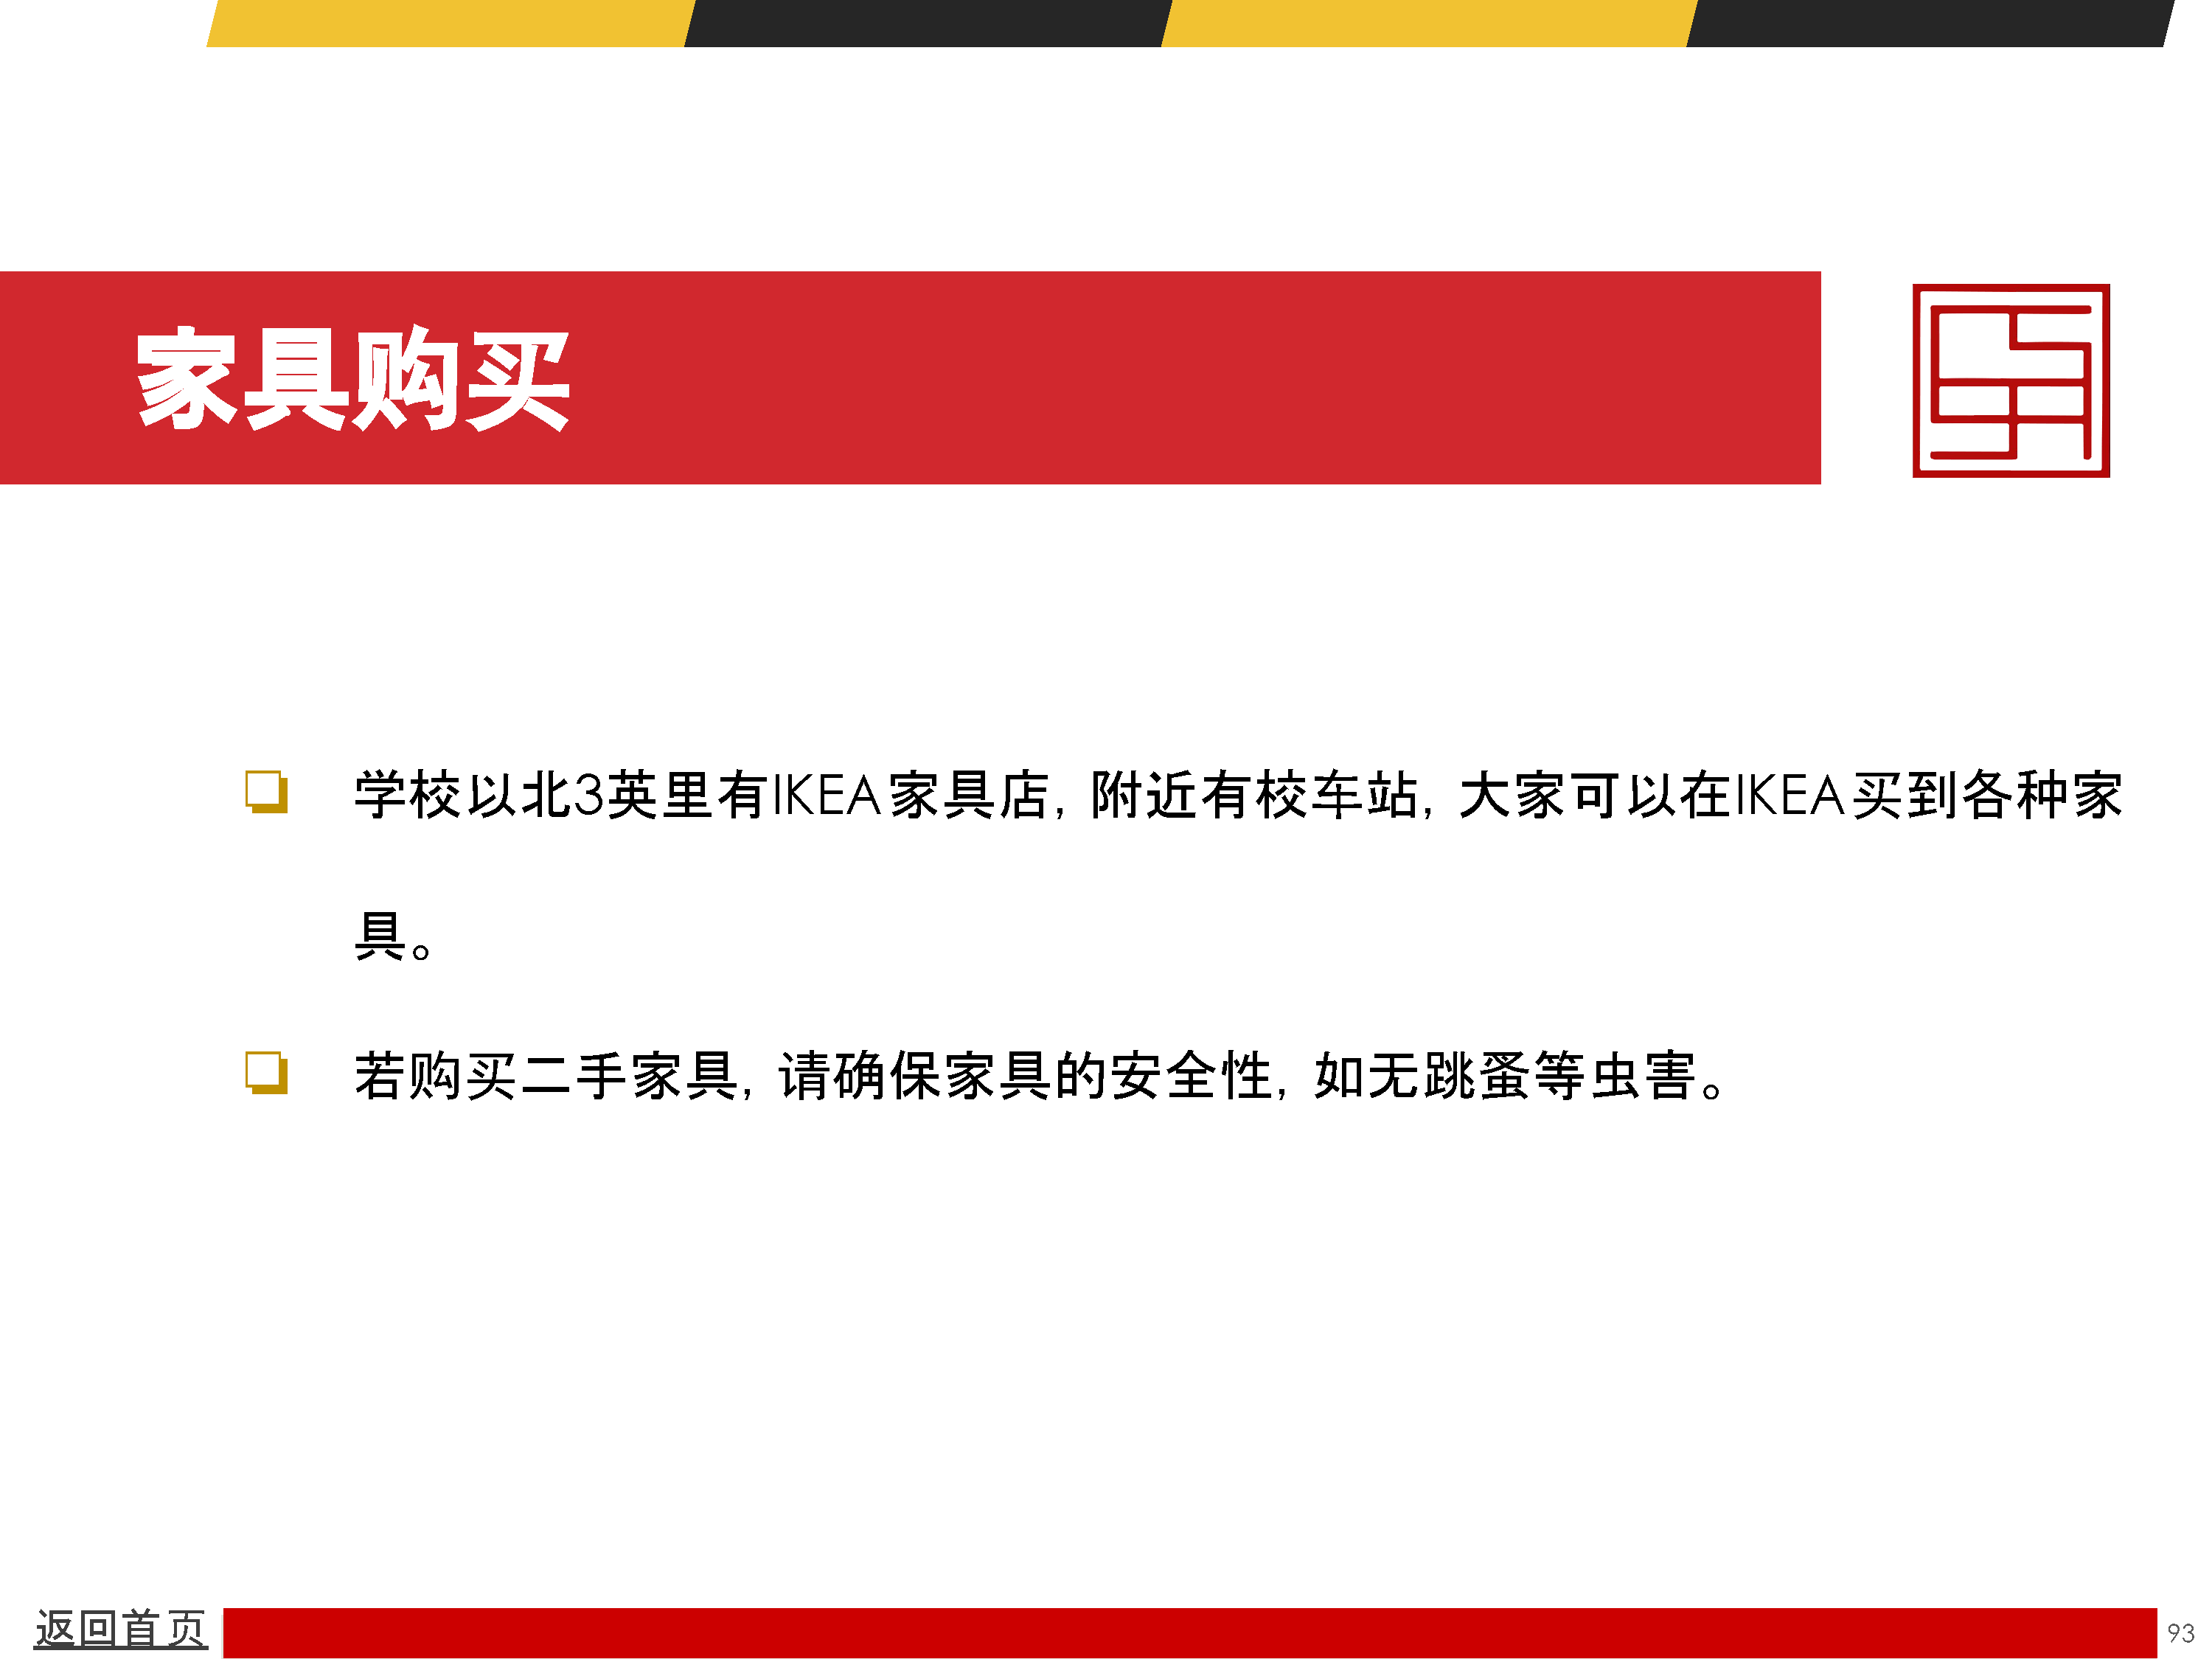 家具购买
学校以北3英里有IKEA家具店，附近有校车站，大家可以在IKEA买到各种家
具。
若购买二手家具，请确保家具的安全性，如无跳蚤等虫害。
返回首页
93